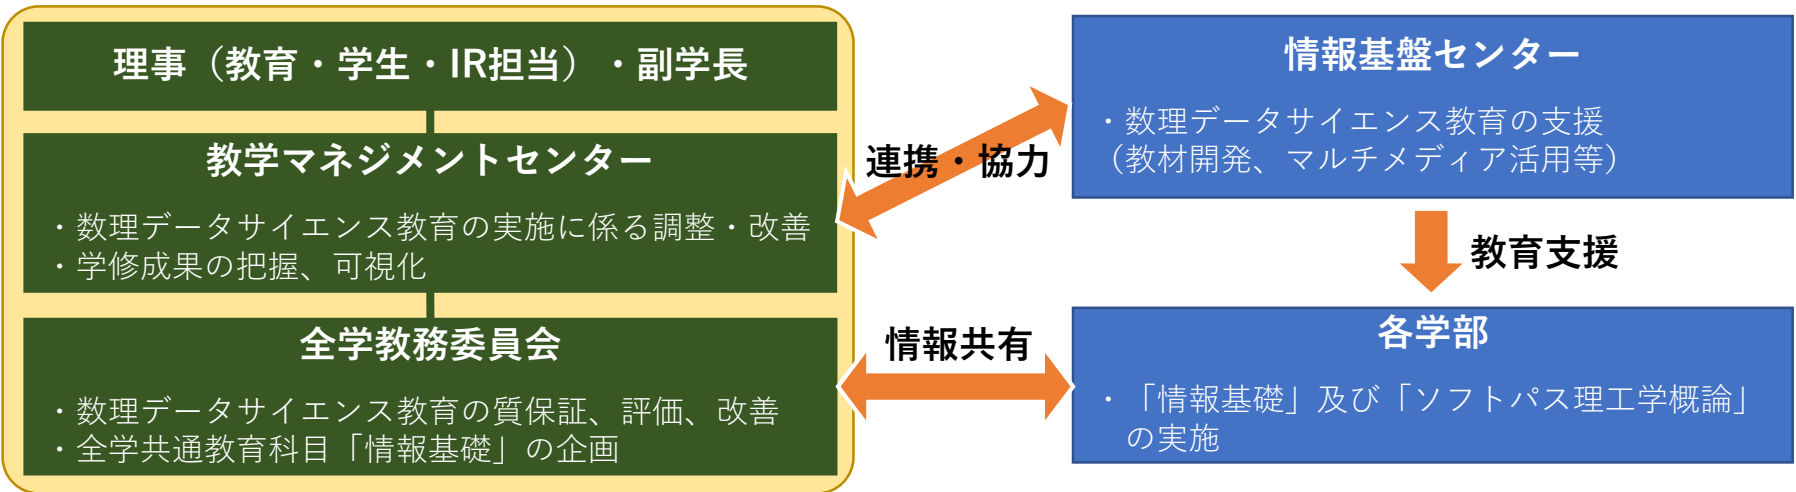 理事（教育・学生・IR担当）・副学長
教学マネジメントセンター
・数理データサイエンス教育の実施に係る調整・改善
・学修成果の把握、可視化
全学教務委員会
・数理データサイエンス教育の質保証、評価、改善
・全学共通教育科目「情報基礎」の企画
連携・協力
情報共有
情報基盤センター
・数理データサイエンス教育の支援
（教材開発、マルチメディア活用等）
教育支援
各学部
・「情報基礎」及び「ソフトパス理工学概論」
の実施